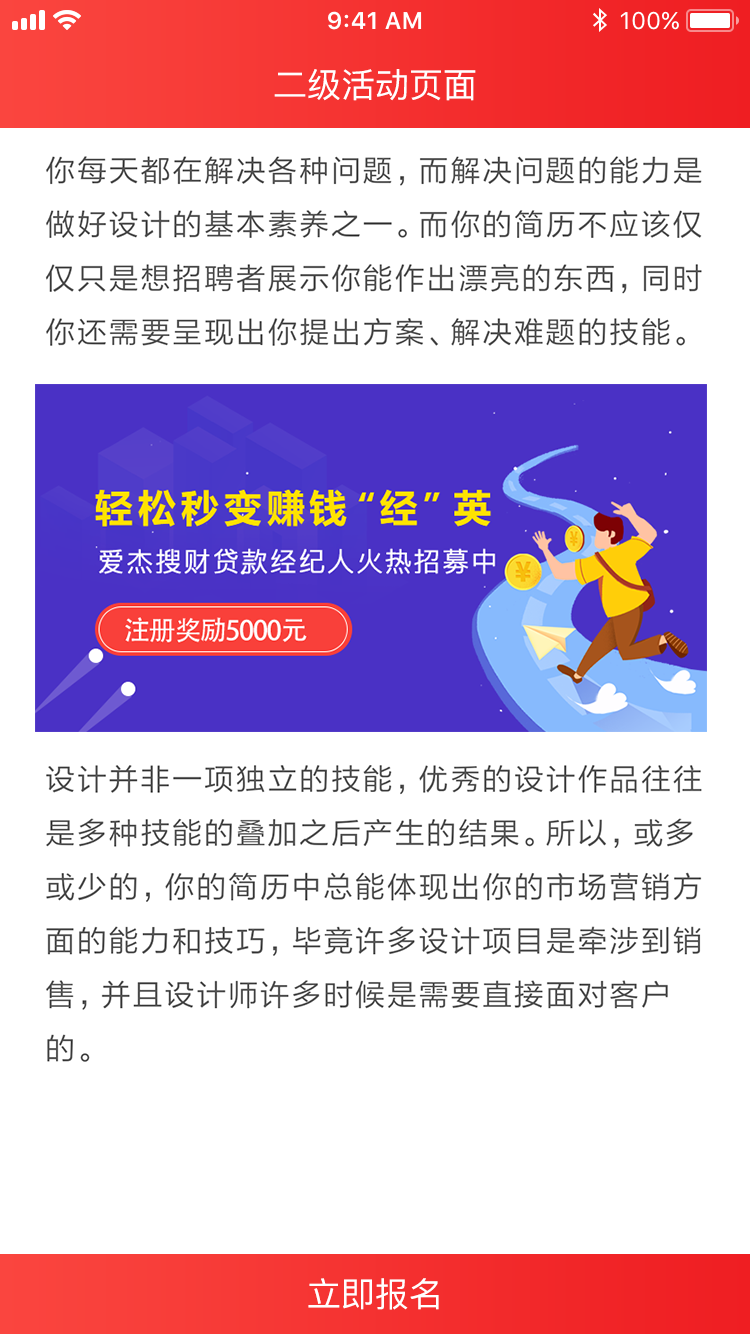 9:41 AM 100%
二级活动页面
你每天都在解决各种问题，而解决问题的能力是
做好设计的基本素养之一。而你的简历不应该仅
仅只是想招聘者展示你能作出漂亮的东西，同时
你还需要呈现出你提出方案、解决难题的技能。
轻松秒变赚钱“经”英
爱杰搜财贷款经纪人火热招募中
注册奖励5000元
设计并非一项独立的技能，优秀的设计作品往往
是多种技能的叠加之后产生的结果。所以，或多
或少的，你的简历中总能体现出你的市场营销方
面的能力和技巧，毕竟许多设计项目是牵涉到销
售，并且设计师许多时候是需要直接面对客户
的。
立即报名